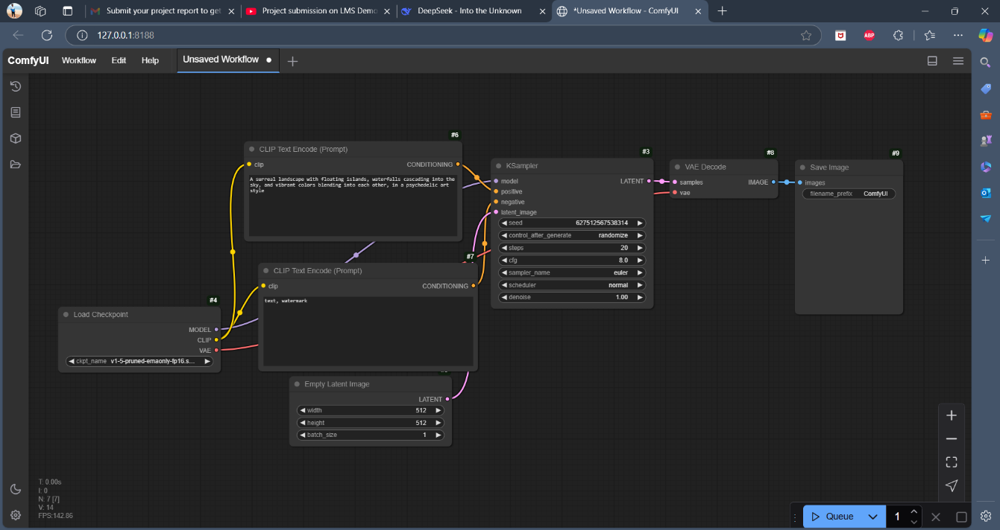 Submit your project report to get
Project submission on LMS Demo
DeepSeek - Into the Unknown
*Unsaved Workflow - ComfyUI
127.0.0.1:8188
ABP
ComfyUI
Workflow
Edit
Help
Unsaved Workflow
#6
CLIP Text Encode (Prompt)
clip
CONDITIONING
A surreal landscape with floating islands, waterfalls cascading into the
sky, and vibrant colors blending into each other, in a psychedelic art
style
#3
KSampler
model
LATENT
positive
negative
latent_image
seed 627512567538314
control_after_generate randomize
steps 20
cfg 8.0
sampler_name euler
scheduler normal
denoise 1.00
#8
VAE Decode
samples
IMAGE
vae
#9
Save Image
images
filename_prefix ComfyUI
#7
CLIP Text Encode (Prompt)
clip
CONDITIONING
text, watermark
#4
Load Checkpoint
MODEL
CLIP
VAE
ckpt_name v1-5-pruned-emaonly-fp16.s...
Empty Latent Image
LATENT
width 512
height 512
batch_size 1
T: 0.00s
I: 0
N: 7 [7]
V: 14
FPS:142.86
Queue
1